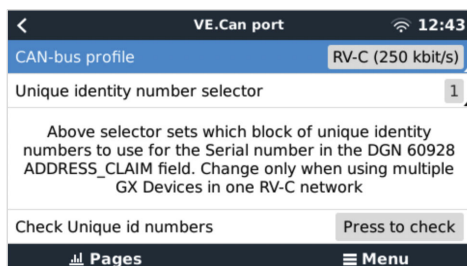 VE.Can port
12:43
CAN-bus profile
RV-C (250 kbit/s)
Unique identity number selector
1
Above selector sets which block of unique identity
numbers to use for the Serial number in the DGN 60928
ADDRESS_CLAIM field. Change only when using multiple
GX Devices in one RV-C network
Check Unique id numbers
Press to check
Pages
Menu